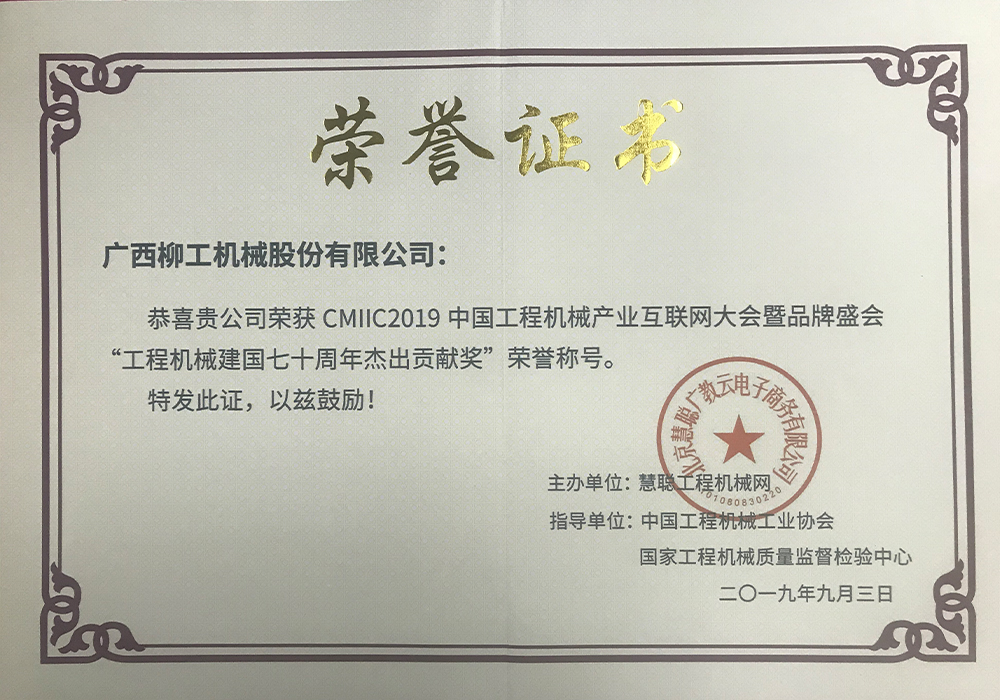 荣誉证书
广西柳工机械股份有限公司：
恭喜贵公司荣获 CMIIC2019 中国工程机械产业互联网大会暨品牌盛会
“工程机械建国七十周年杰出贡献奖”荣誉称号。
特发此证，以兹鼓励！
北京慧聪广教云电子商务有限公司
主办单位：慧聪工程机械网
1101080830220
指导单位：中国工程机械工业协会
国家工程机械质量监督检验中心
二〇一九年九月三日